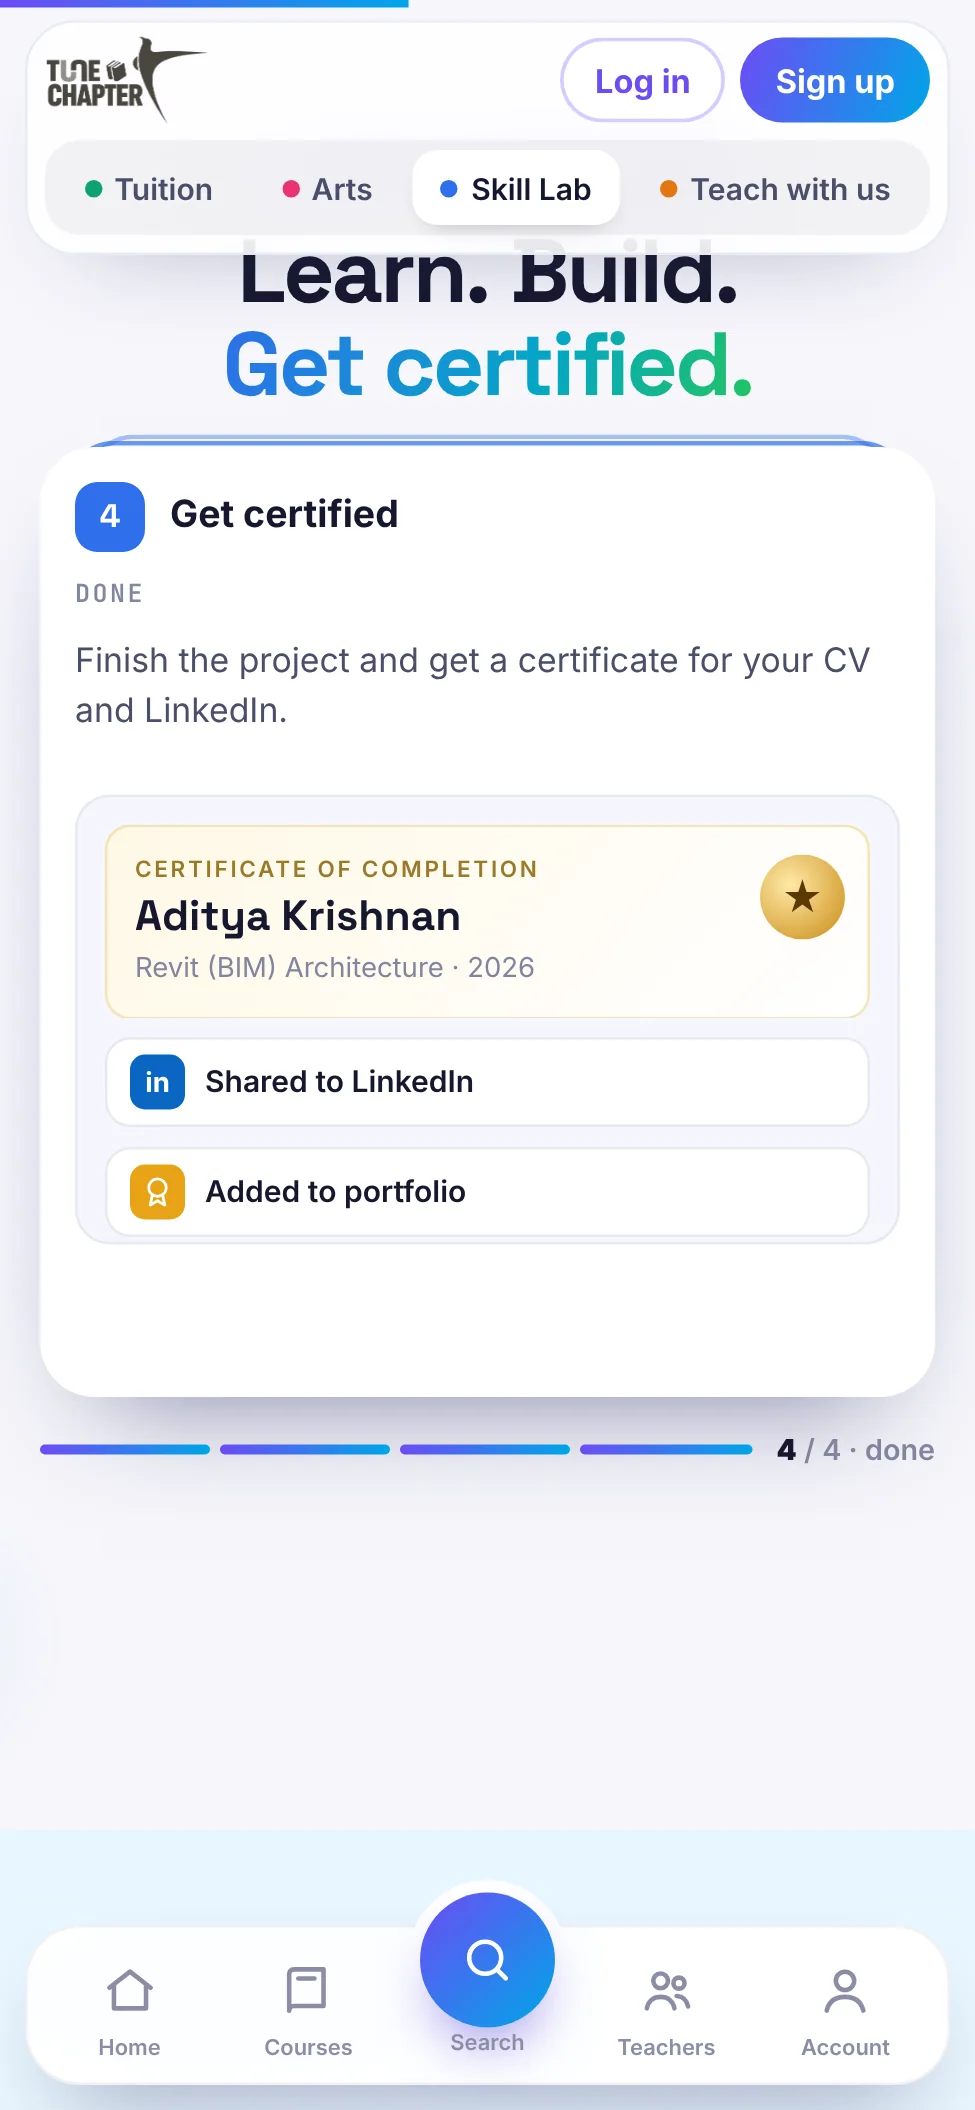 TUNE
CHAPTER
Log in
Sign up
Tuition
Arts
Skill Lab
Teach with us
Learn. Build.
Get certified.
4
Get certified
DONE
Finish the project and get a certificate for your CV
and LinkedIn.
CERTIFICATE OF COMPLETION
Aditya Krishnan
Revit (BIM) Architecture · 2026
in
Shared to LinkedIn
Added to portfolio
4 / 4 · done
Home
Courses
Search
Teachers
Account